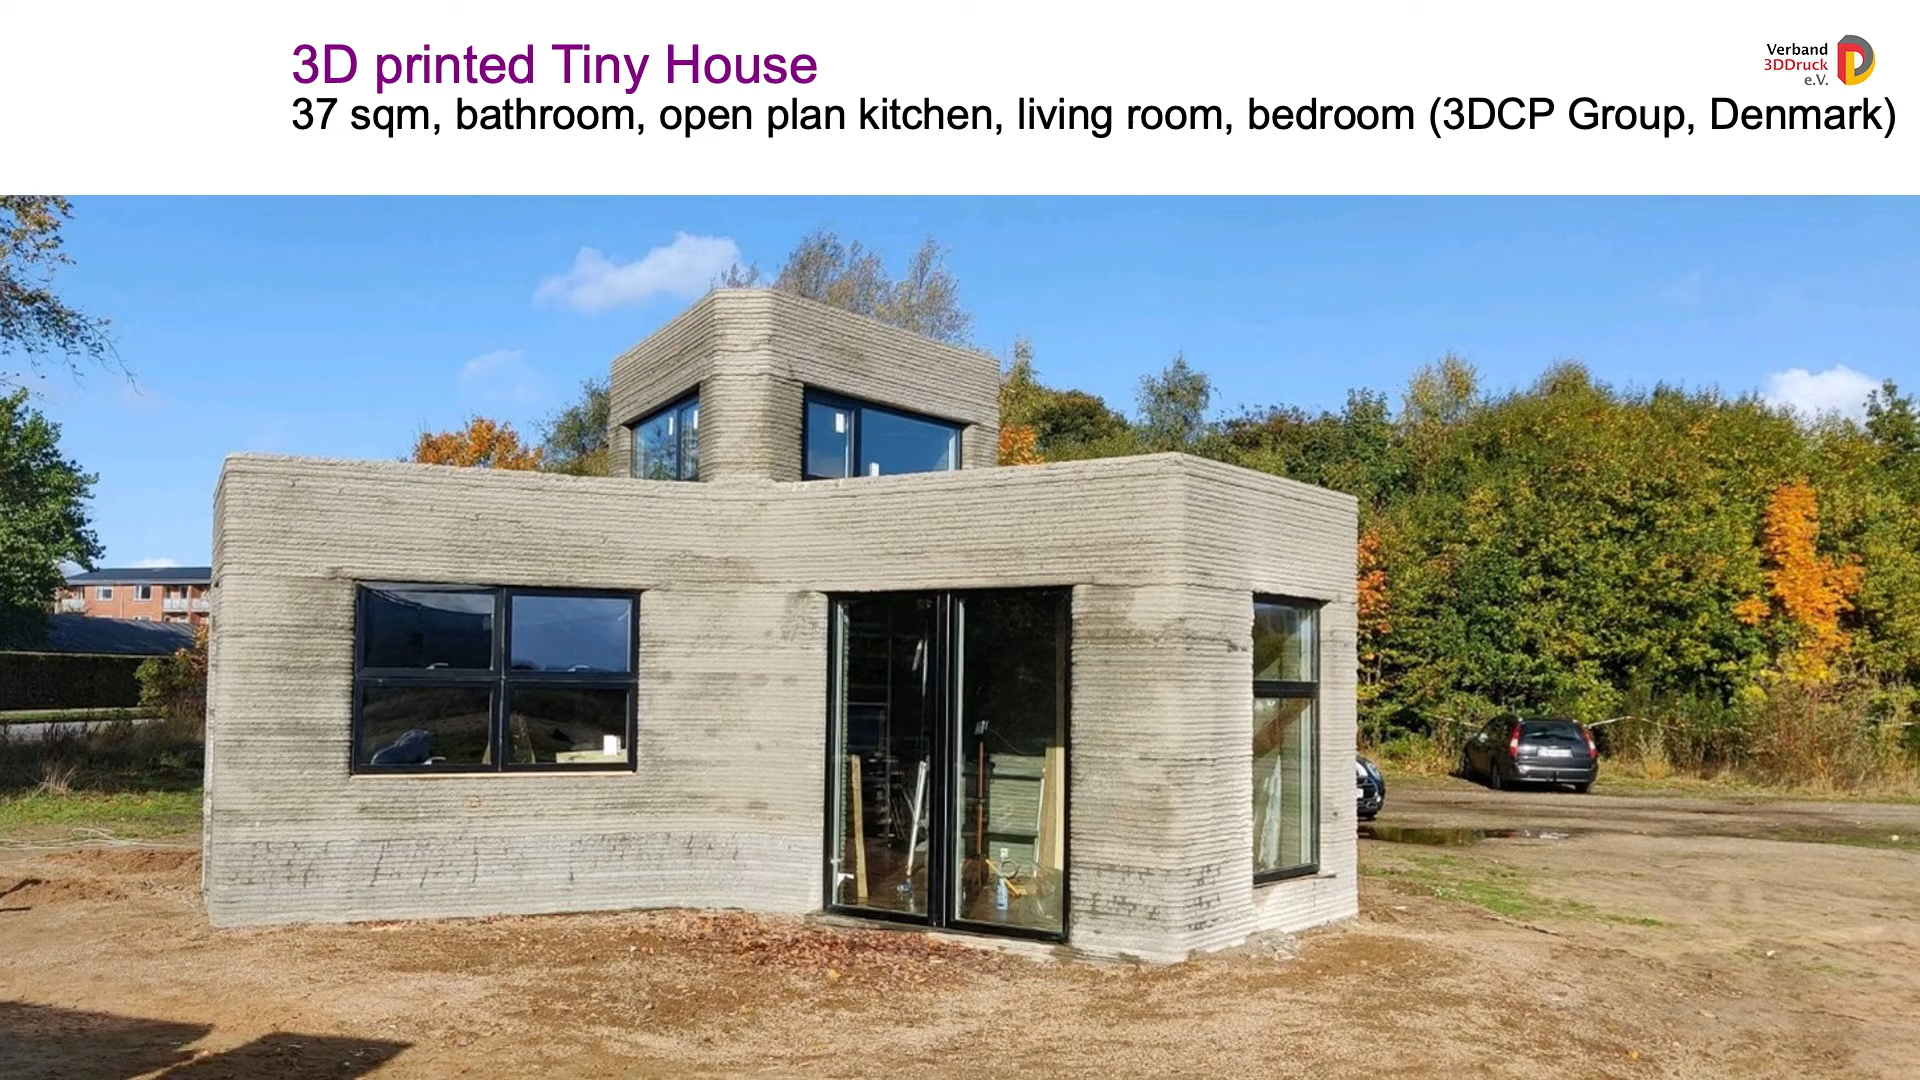 3D printed Tiny House
37 sqm, bathroom, open plan kitchen, living room, bedroom (3DCP Group, Denmark)
Verband
3DDruck
e.V.